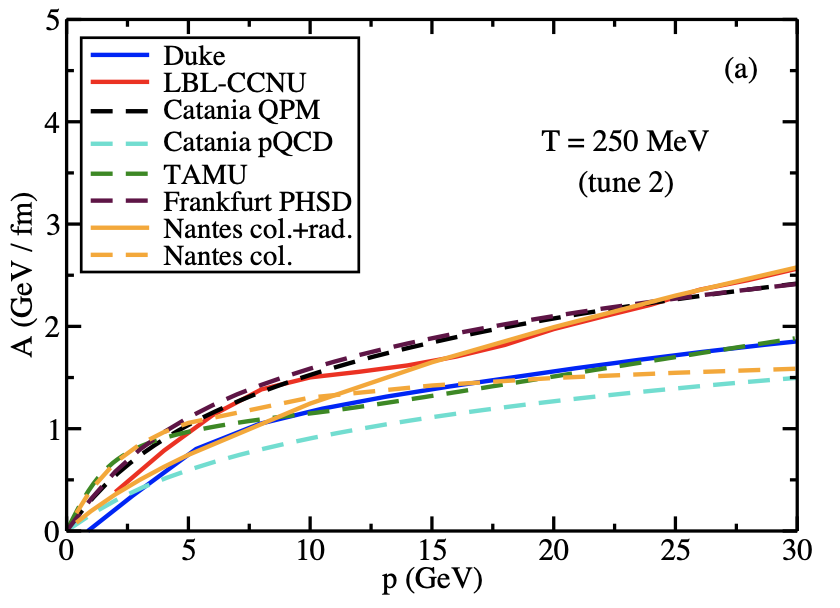 5
4
3
2
1
0
A (GeV / fm)
Duke
LBL-CCNU
Catania QPM
Catania pQCD
TAMU
Frankfurt PHSD
Nantes col.+rad.
Nantes col.
(a)
T = 250 MeV
(tune 2)
0 5 10 15 20 25 30
p (GeV)